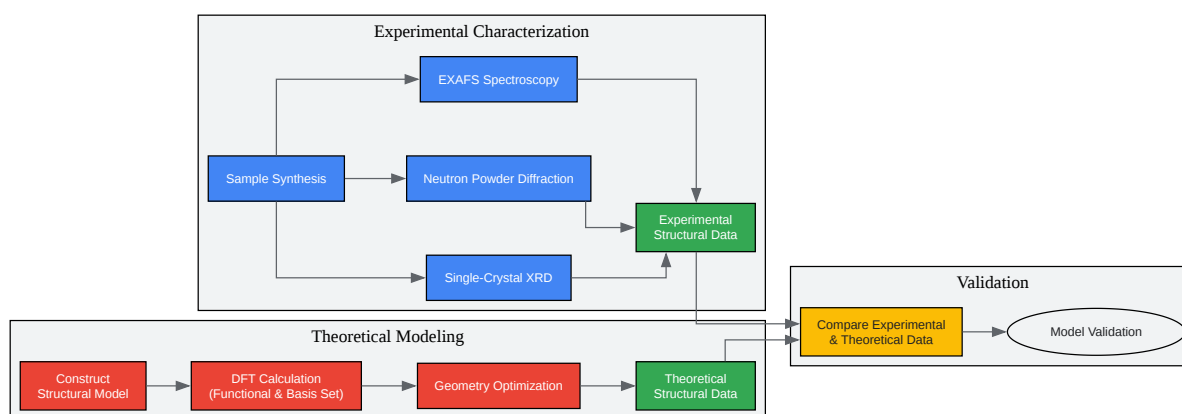 Experimental Characterization
EXAFS Spectroscopy
Sample Synthesis
Neutron Powder Diffraction
Experimental
Structural Data
Single-Crystal XRD
Validation
Compare Experimental
& Theoretical Data
Model Validation
Theoretical Modeling
Construct
Structural Model
DFT Calculation
(Functional & Basis Set)
Geometry Optimization
Theoretical
Structural Data